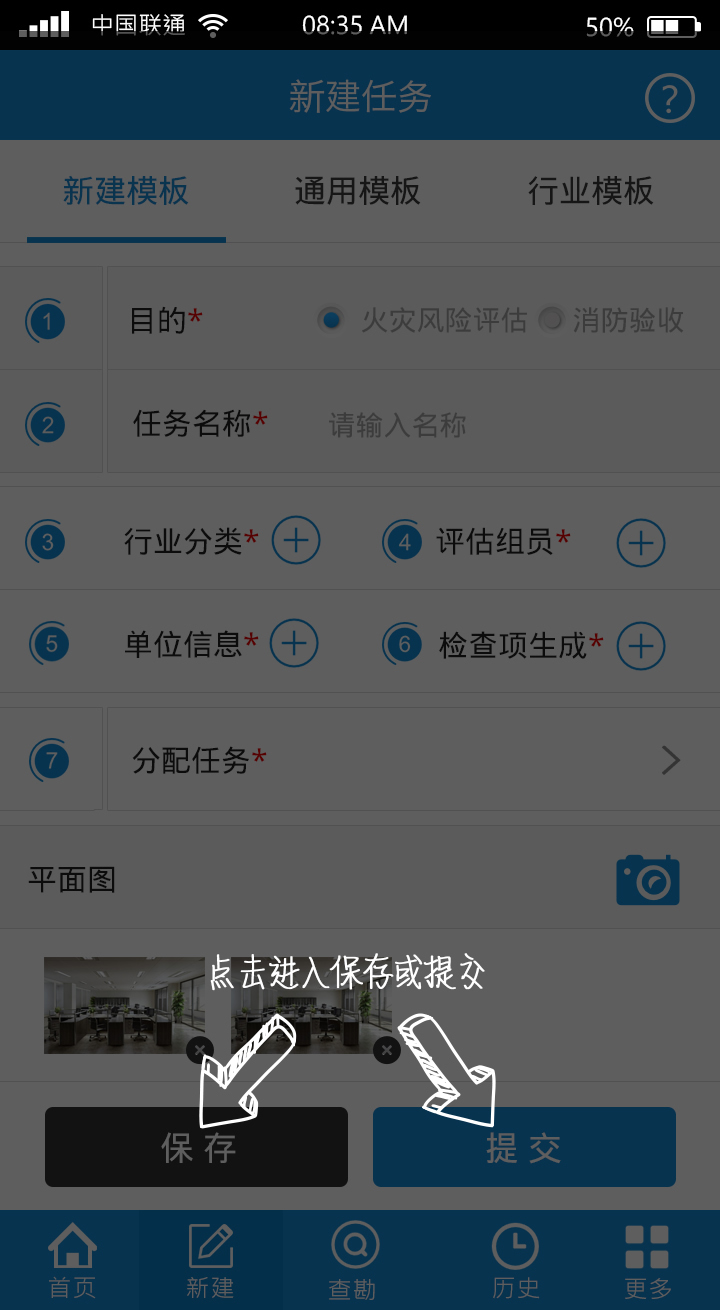 中国联通 08:35 AM 50%
新建任务 ?
新建模板 通用模板 行业模板
1 目的* 火灾风险评估 消防验收
2 任务名称* 请输入名称
3 行业分类* 4 评估组员*
5 单位信息* 6 检查项生成*
7 分配任务*
平面图
点击进入保存或提交
保存 提交
首页 新建 查勘 历史 更多